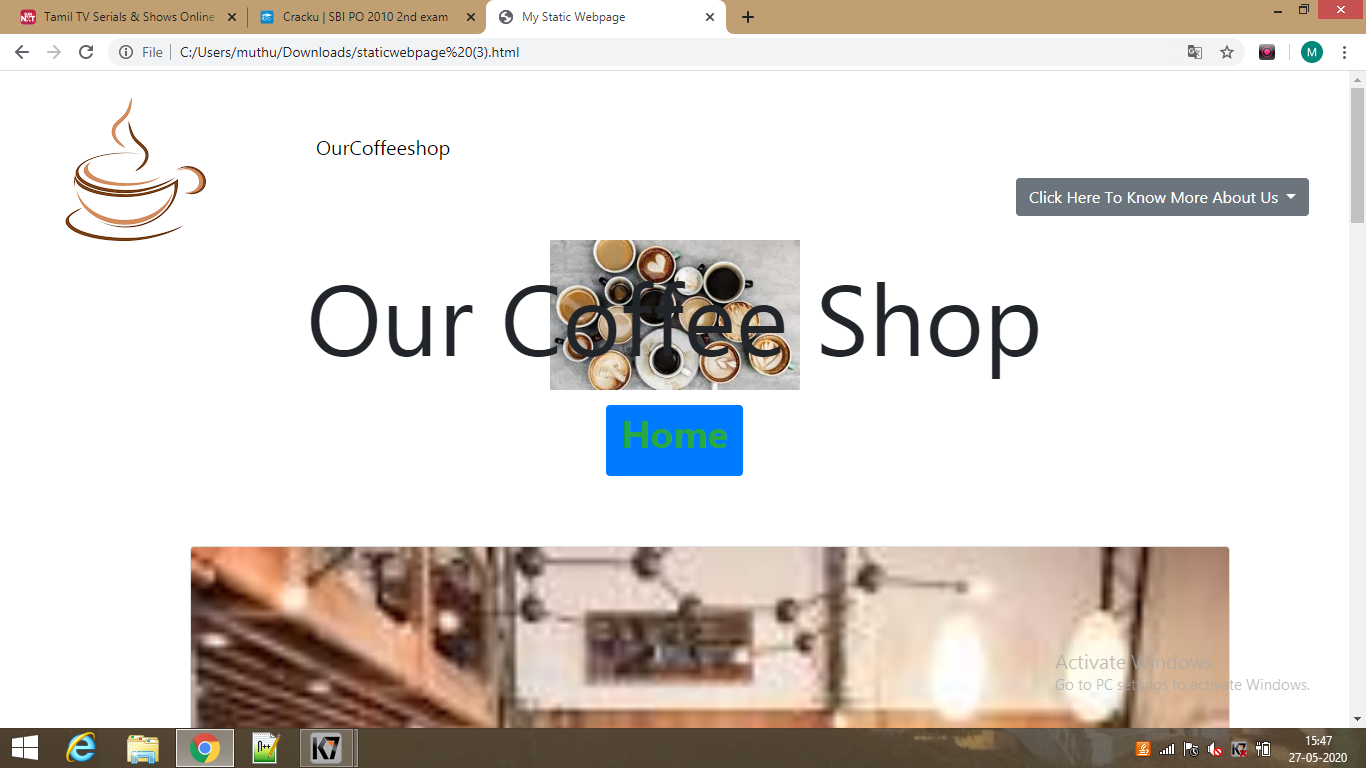 Tamil TV Serials & Shows Online
Cracku | SBI PO 2010 2nd exam
My Static Webpage
File
C:/Users/muthu/Downloads/staticwebpage%20(3).html
M
OurCoffeeshop
Click Here To Know More About Us
Our Coffee Shop
Home
Activate Windows
Go to PC settings to activate Windows.
K7
15:47
27-05-2020